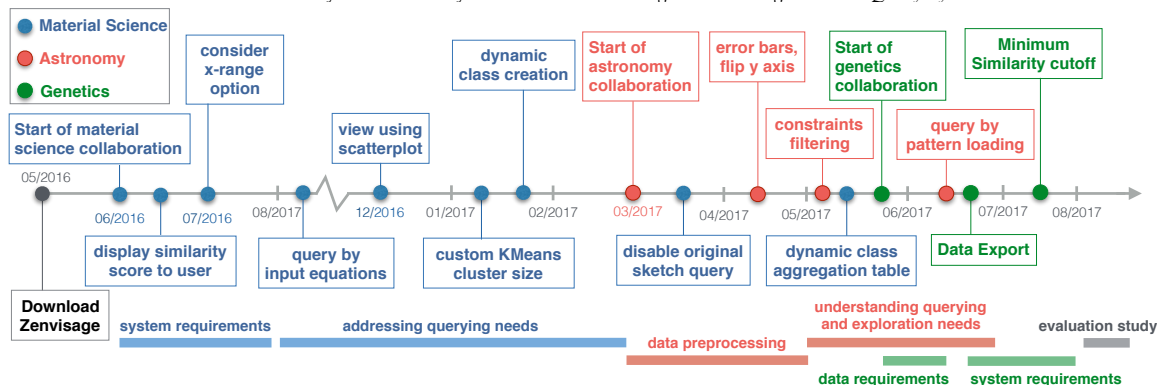 Material Science
Astronomy
Genetics
consider
x-range
option
dynamic
class creation
Start of
astronomy
collaboration
error bars,
flip y axis
Start of
genetics
collaboration
Minimum
Similarity cutoff
Start of material
science collaboration
view using
scatterplot
constraints
filtering
query by
pattern loading
05/2016
06/2016
07/2016
08/2017
12/2016
01/2017
02/2017
03/2017
04/2017
05/2017
06/2017
07/2017
08/2017
display similarity
score to user
query by
input equations
custom KMeans
cluster size
disable original
sketch query
dynamic class
aggregation table
Data Export
Download
Zenvisage
system requirements
addressing querying needs
data preprocessing
understanding querying
and exploration needs
evaluation study
data requirements
system requirements